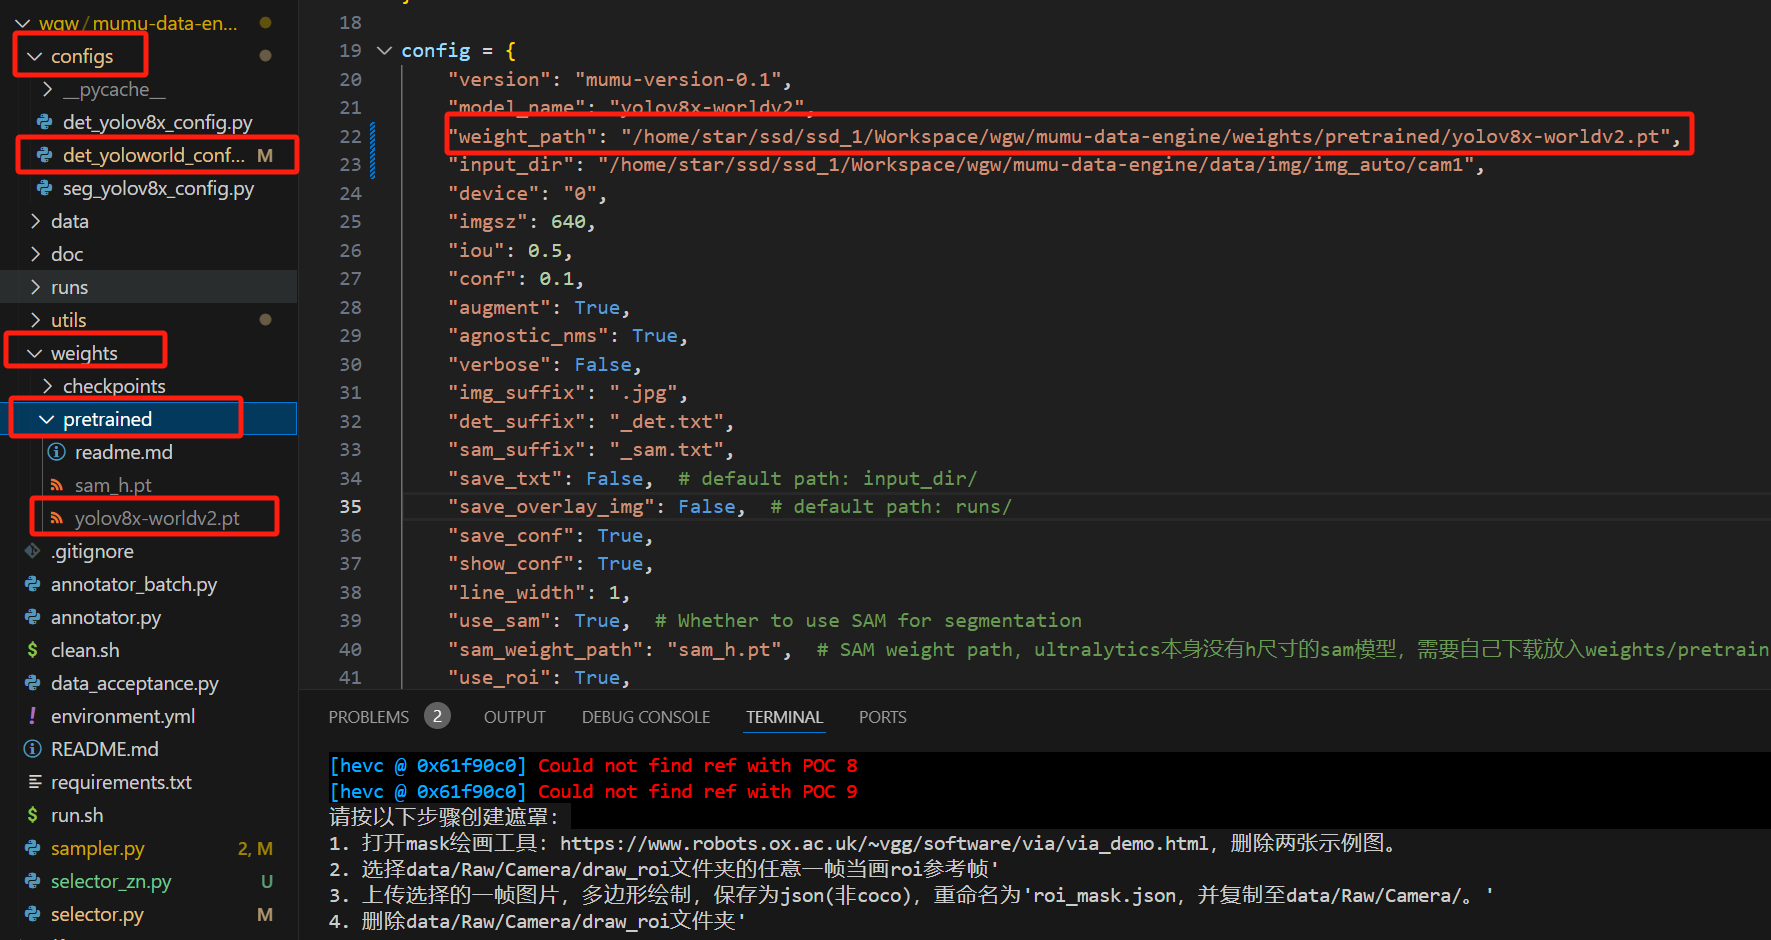 wgw / mumu-data-en...
configs
__pycache__
det_yolov8x_config.py
det_yoloworld_conf... M
seg_yolov8x_config.py
data
doc
runs
utils
weights
checkpoints
pretrained
readme.md
sam_h.pt
yolov8x-worldv2.pt
.gitignore
annotator_batch.py
annotator.py
$ clean.sh
data_acceptance.py
! environment.yml
README.md
requirements.txt
$ run.sh
sampler.py 2, M
selector_zn.py U
selector.py M
18
19 config = {
20 "version": "mumu-version-0.1",
21 "model_name": "yolov8x-worldv2",
22 "weight_path": "/home/star/ssd/ssd_1/Workspace/wgw/mumu-data-engine/weights/pretrained/yolov8x-worldv2.pt",
23 "input_dir": "/home/star/ssd/ssd_1/Workspace/wgw/mumu-data-engine/data/img/img_auto/cam1",
24 "device": "0",
25 "imgsz": 640,
26 "iou": 0.5,
27 "conf": 0.1,
28 "augment": True,
29 "agnostic_nms": True,
30 "verbose": False,
31 "img_suffix": ".jpg",
32 "det_suffix": "_det.txt",
33 "sam_suffix": "_sam.txt",
34 "save_txt": False,  # default path: input_dir/
35 "save_overlay_img": False,  # default path: runs/
36 "save_conf": True,
37 "show_conf": True,
38 "line_width": 1,
39 "use_sam": True,  # Whether to use SAM for segmentation
40 "sam_weight_path": "sam_h.pt",  # SAM weight path, ultralytics本身没有h尺寸的sam模型，需要自己下载放入weights/pretrain
41 "use_roi": True,
PROBLEMS 2 OUTPUT DEBUG CONSOLE TERMINAL PORTS
[hevc @ 0x61f90c0] Could not find ref with POC 8
[hevc @ 0x61f90c0] Could not find ref with POC 9
请按以下步骤创建遮罩：
1. 打开mask绘画工具: https://www.robots.ox.ac.uk/~vgg/software/via/via_demo.html, 删除两张示例图。
2. 选择data/Raw/Camera/draw_roi文件夹的任意一帧当画roi参考帧'
3. 上传选择的一帧图片，多边形绘制，保存为json(非coco)，重命名为'roi_mask.json，并复制至data/Raw/Camera/。'
4. 删除data/Raw/Camera/draw_roi文件夹'